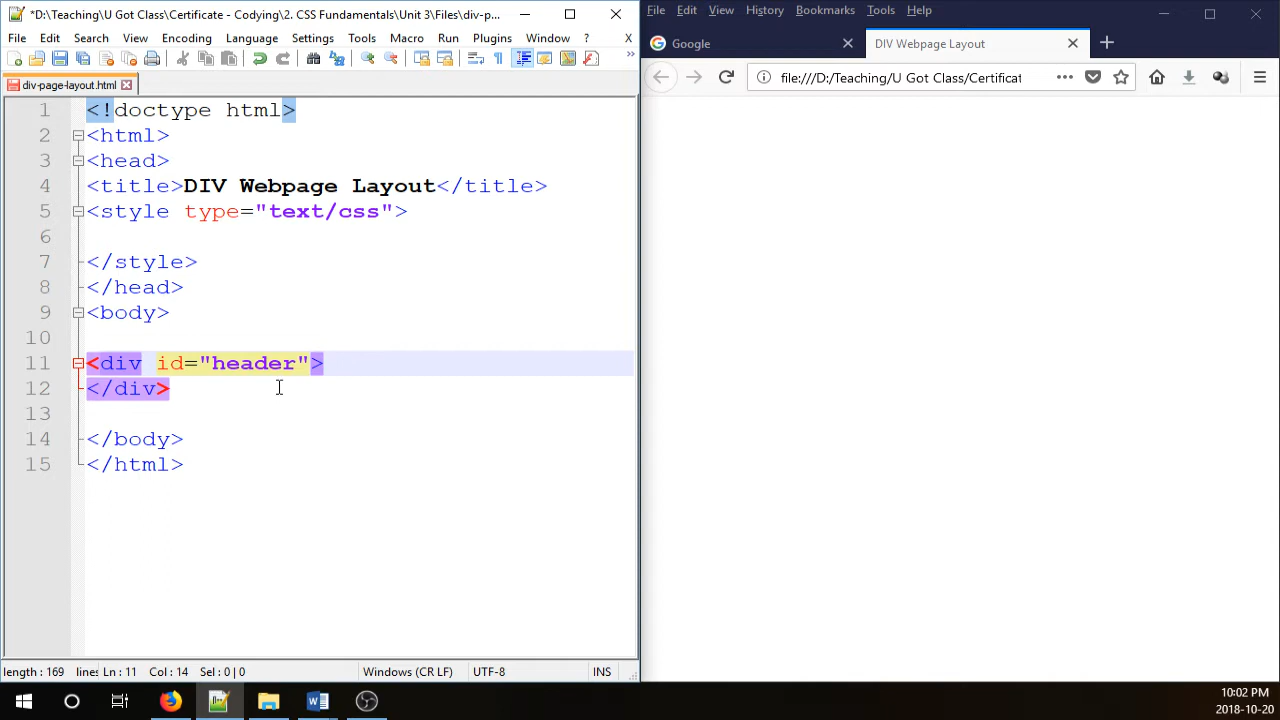 *D:\Teaching\U Got Class\Certificate - Codying\2. CSS Fundamentals\Unit 3\Files\div-p...
File Edit Search View Encoding Language Settings Tools Macro Run Plugins Window ? X
div-page-layout.html
1 <!doctype html>
2 <html>
3 <head>
4 <title>DIV Webpage Layout</title>
5 <style type="text/css">
6
7 </style>
8 </head>
9 <body>
10
11 <div id="header">
12 </div>
13
14 </body>
15 </html>
length : 169 lines Ln : 11 Col : 14 Sel : 0 | 0 Windows (CR LF) UTF-8 INS
File Edit View History Bookmarks Tools Help
Google DIV Webpage Layout
file:///D:/Teaching/U Got Class/Certificat
10:02 PM
2018-10-20